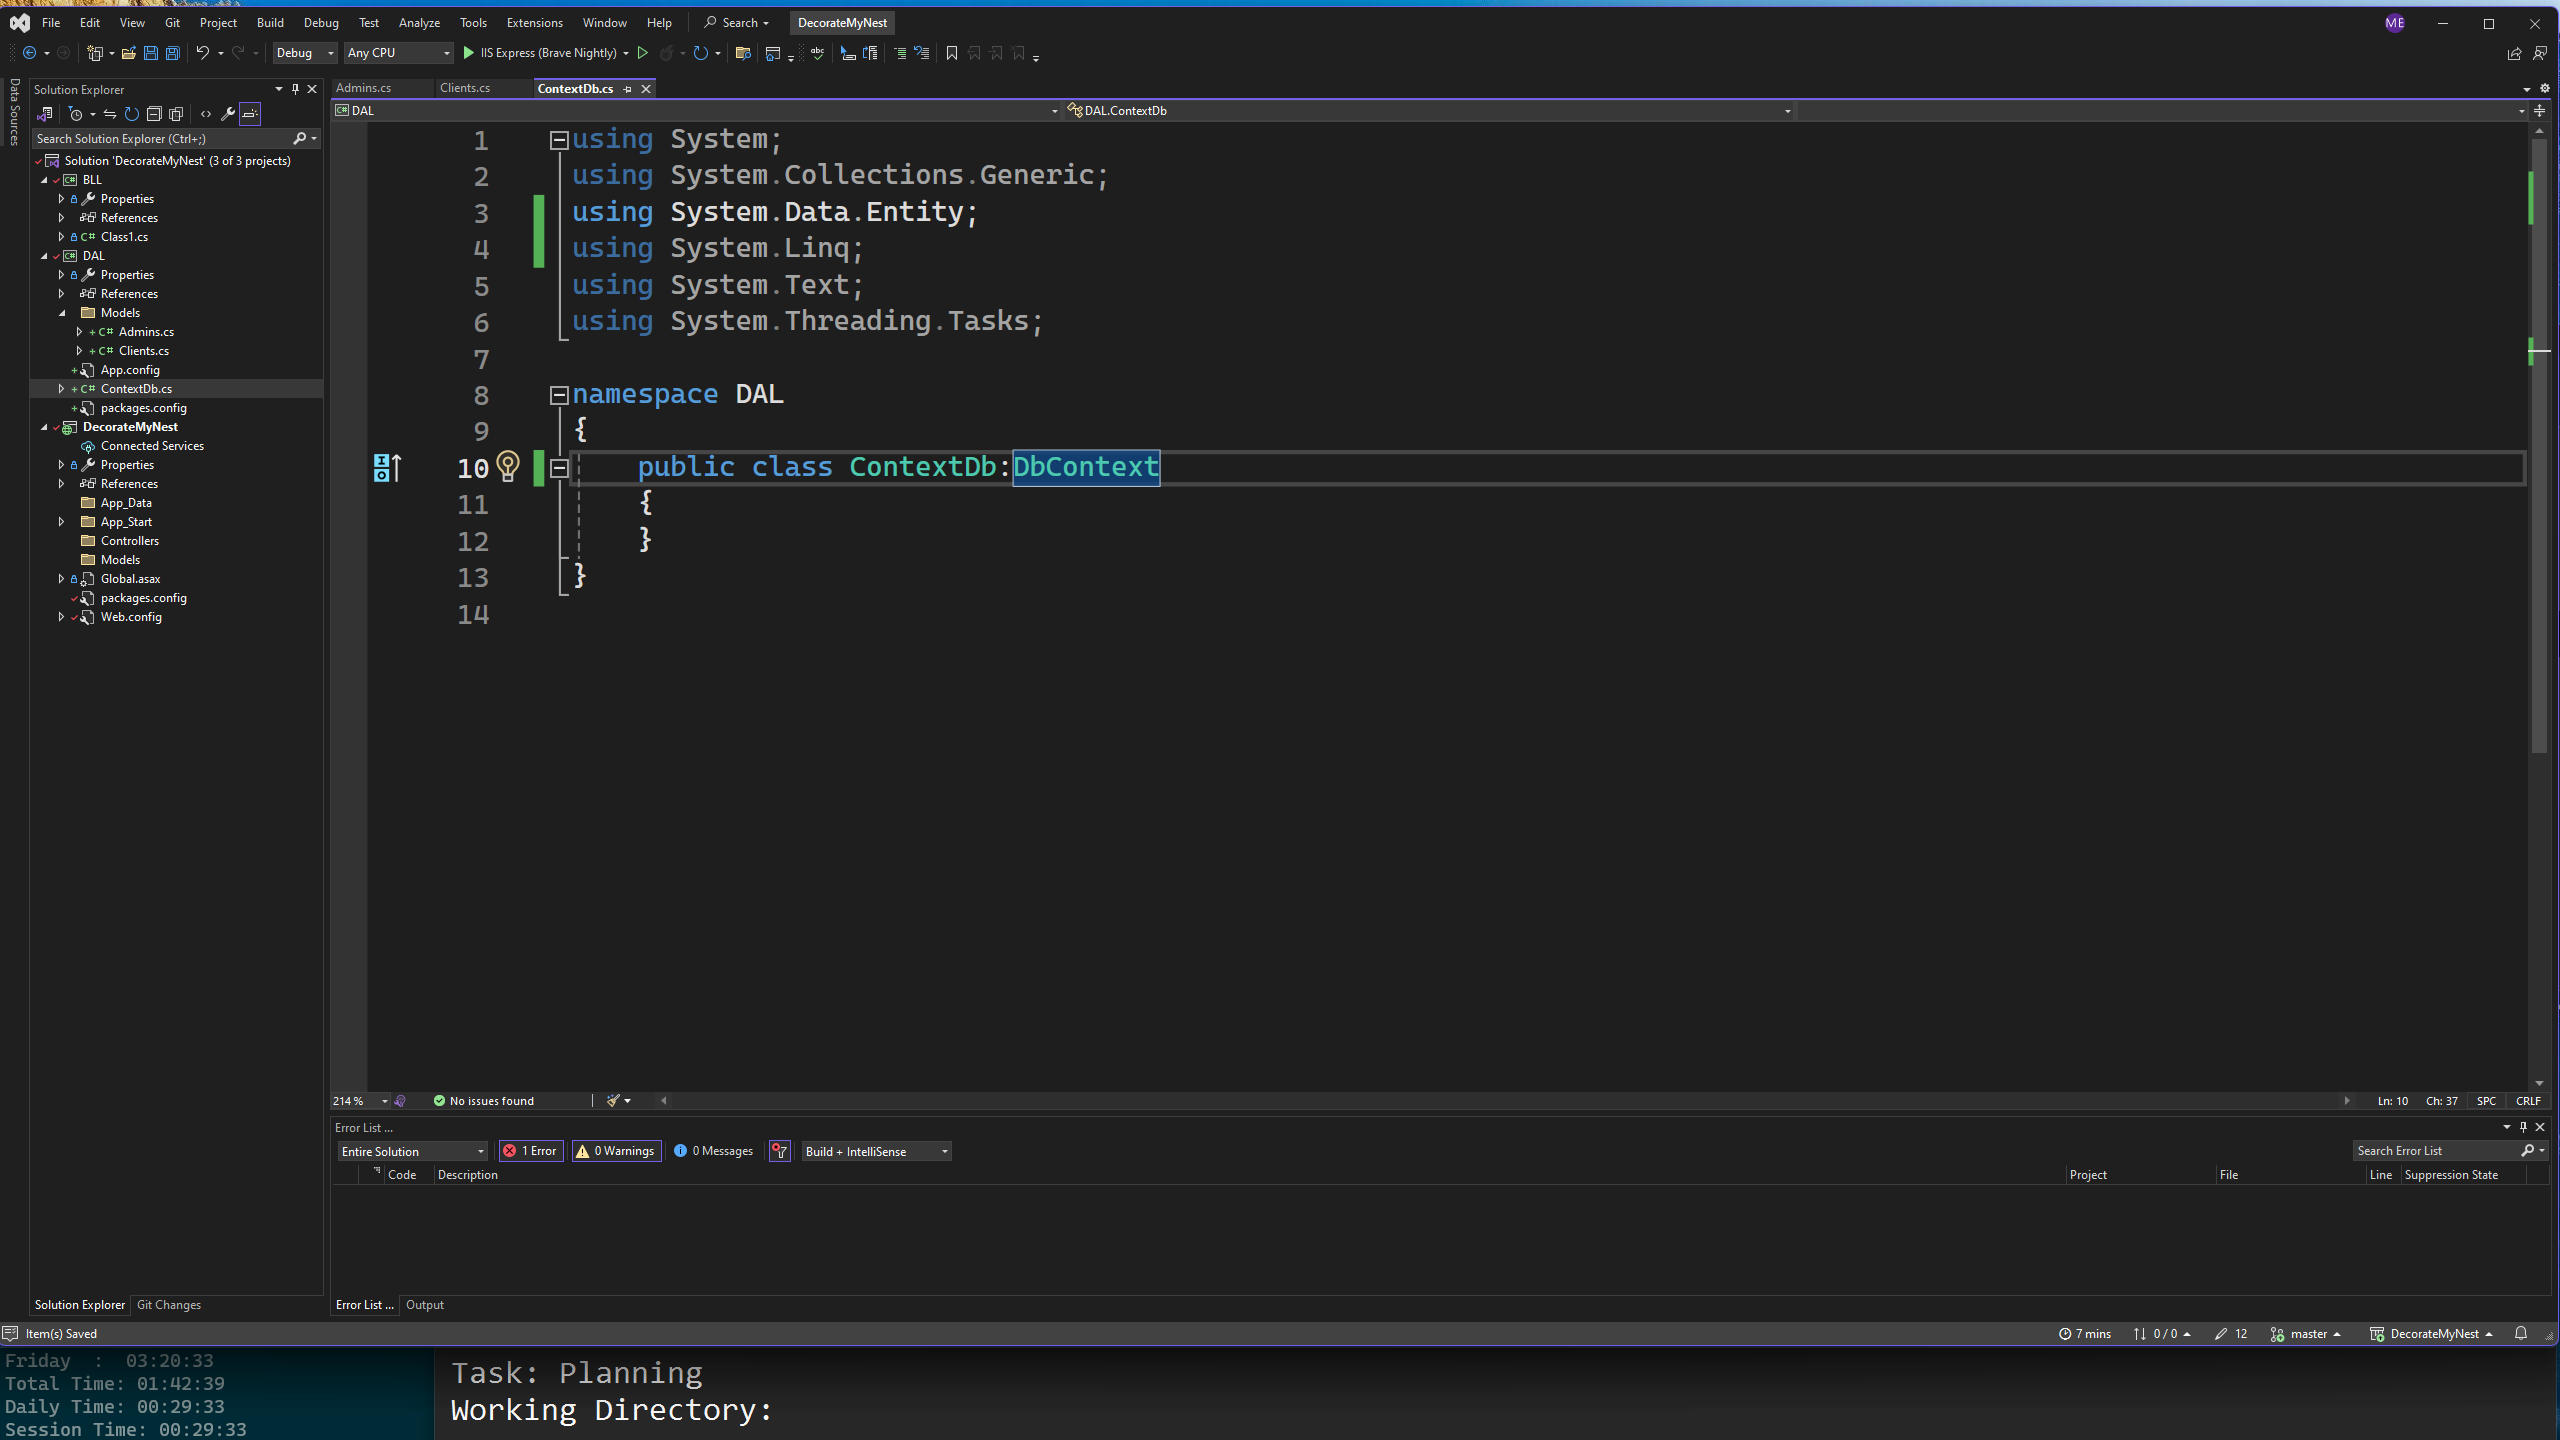 File Edit View Git Project Build Debug Test Analyze Tools Extensions Window Help Search DecorateMyNest ME
Debug Any CPU IIS Express (Brave Nightly)
Data Sources
Solution Explorer
Search Solution Explorer (Ctrl+;)
Solution 'DecorateMyNest' (3 of 3 projects)
BLL
Properties
References
C# Class1.cs
DAL
Properties
References
Models
C# Admins.cs
C# Clients.cs
App.config
C# ContextDb.cs
packages.config
DecorateMyNest
Connected Services
Properties
References
App_Data
App_Start
Controllers
Models
Global.asax
packages.config
Web.config
Solution Explorer Git Changes
Admins.cs Clients.cs ContextDb.cs
DAL DAL.ContextDb
1 using System;
2 using System.Collections.Generic;
3 using System.Data.Entity;
4 using System.Linq;
5 using System.Text;
6 using System.Threading.Tasks;
7
8 namespace DAL
9 {
10 public class ContextDb:DbContext
11 {
12 }
13 }
14
214 % No issues found Ln: 10 Ch: 37 SPC CRLF
Error List ...
Entire Solution 1 Error 0 Warnings 0 Messages Build + IntelliSense Search Error List
Code Description Project File Line Suppression State
Error List ... Output
Item(s) Saved 7 mins 0 / 0 12 master DecorateMyNest
Friday : 03:20:33
Total Time: 01:42:39
Daily Time: 00:29:33
Session Time: 00:29:33
Task: Planning
Working Directory: